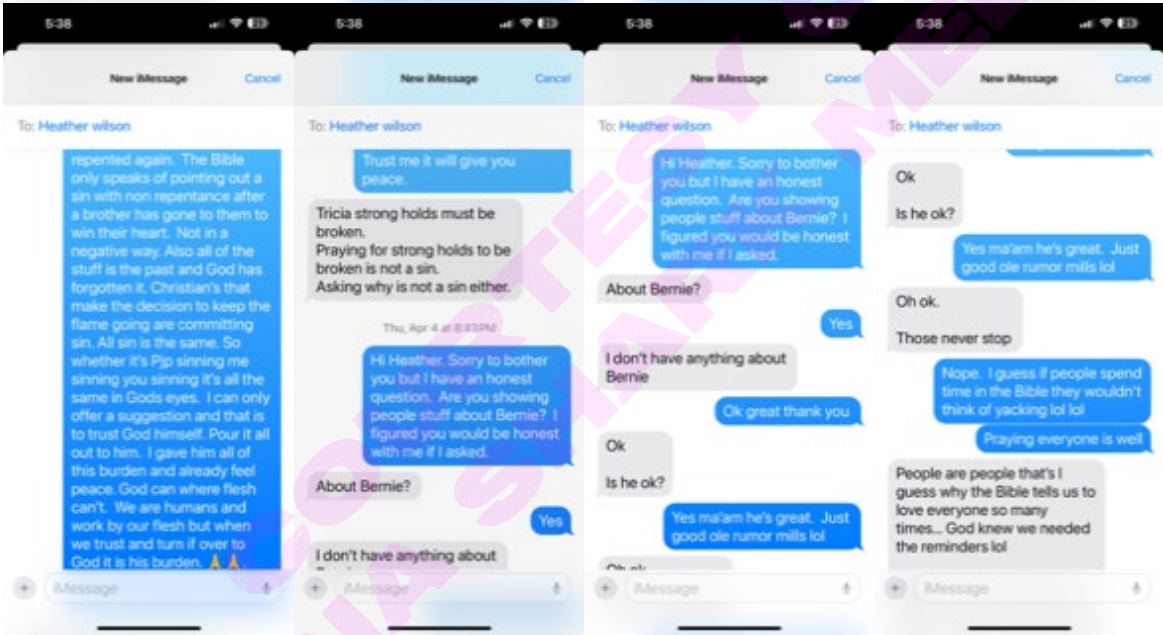 5:38
New iMessage
Cancel
To: Heather wilson
repented again. The Bible
only speaks of pointing out a
sin with non repentance after
a brother has gone to them to
win their heart. Not in a
negative way. Also all of the
stuff is the past and God has
forgotten it. Christian's that
make the decision to keep the
flame going are committing
sin. All sin is the same. So
whether it's Pjp sinning me
sinning you sinning it's all the
same in Gods eyes. I can only
offer a suggestion and that is
to trust God himself. Pour it all
out to him. I gave him all of
this burden and already feel
peace. God can where flesh
can't. We are humans and
work by our flesh but when
we trust and turn if over to
God it is his burden. 🙏🙏.
iMessage
5:38
New iMessage
Cancel
To: Heather wilson
Trust me it will give you
peace.
Tricia strong holds must be
broken.
Praying for strong holds to be
broken is not a sin.
Asking why is not a sin either.
Thu, Apr 4 at 8:43PM
Hi Heather. Sorry to bother
you but I have an honest
question. Are you showing
people stuff about Bernie? I
figured you would be honest
with me if I asked.
About Bernie?
Yes
I don't have anything about
iMessage
5:38
New iMessage
Cancel
To: Heather wilson
Hi Heather. Sorry to bother
you but I have an honest
question. Are you showing
people stuff about Bernie? I
figured you would be honest
with me if I asked.
About Bernie?
Yes
I don't have anything about
Bernie
Ok great thank you
Ok
Is he ok?
Yes ma'am he's great. Just
good ole rumor mills lol
Oh ok.
iMessage
5:38
New iMessage
Cancel
To: Heather wilson
Ok
Is he ok?
Yes ma'am he's great. Just
good ole rumor mills lol
Oh ok.
Those never stop
Nope. I guess if people spend
time in the Bible they wouldn't
think of yacking lol lol
Praying everyone is well
People are people that's I
guess why the Bible tells us to
love everyone so many
times... God knew we needed
the reminders lol
iMessage
COURTESY